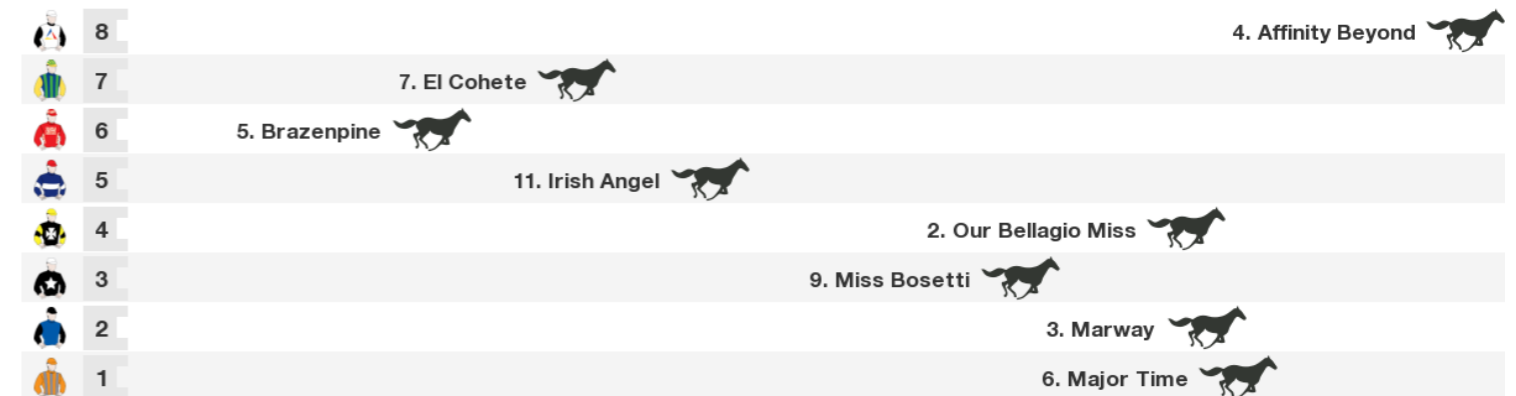 8 4. Affinity Beyond
7 7. El Cohete
6 5. Brazenpine
5 11. Irish Angel
4 2. Our Bellagio Miss
3 9. Miss Bosetti
2 3. Marway
1 6. Major Time